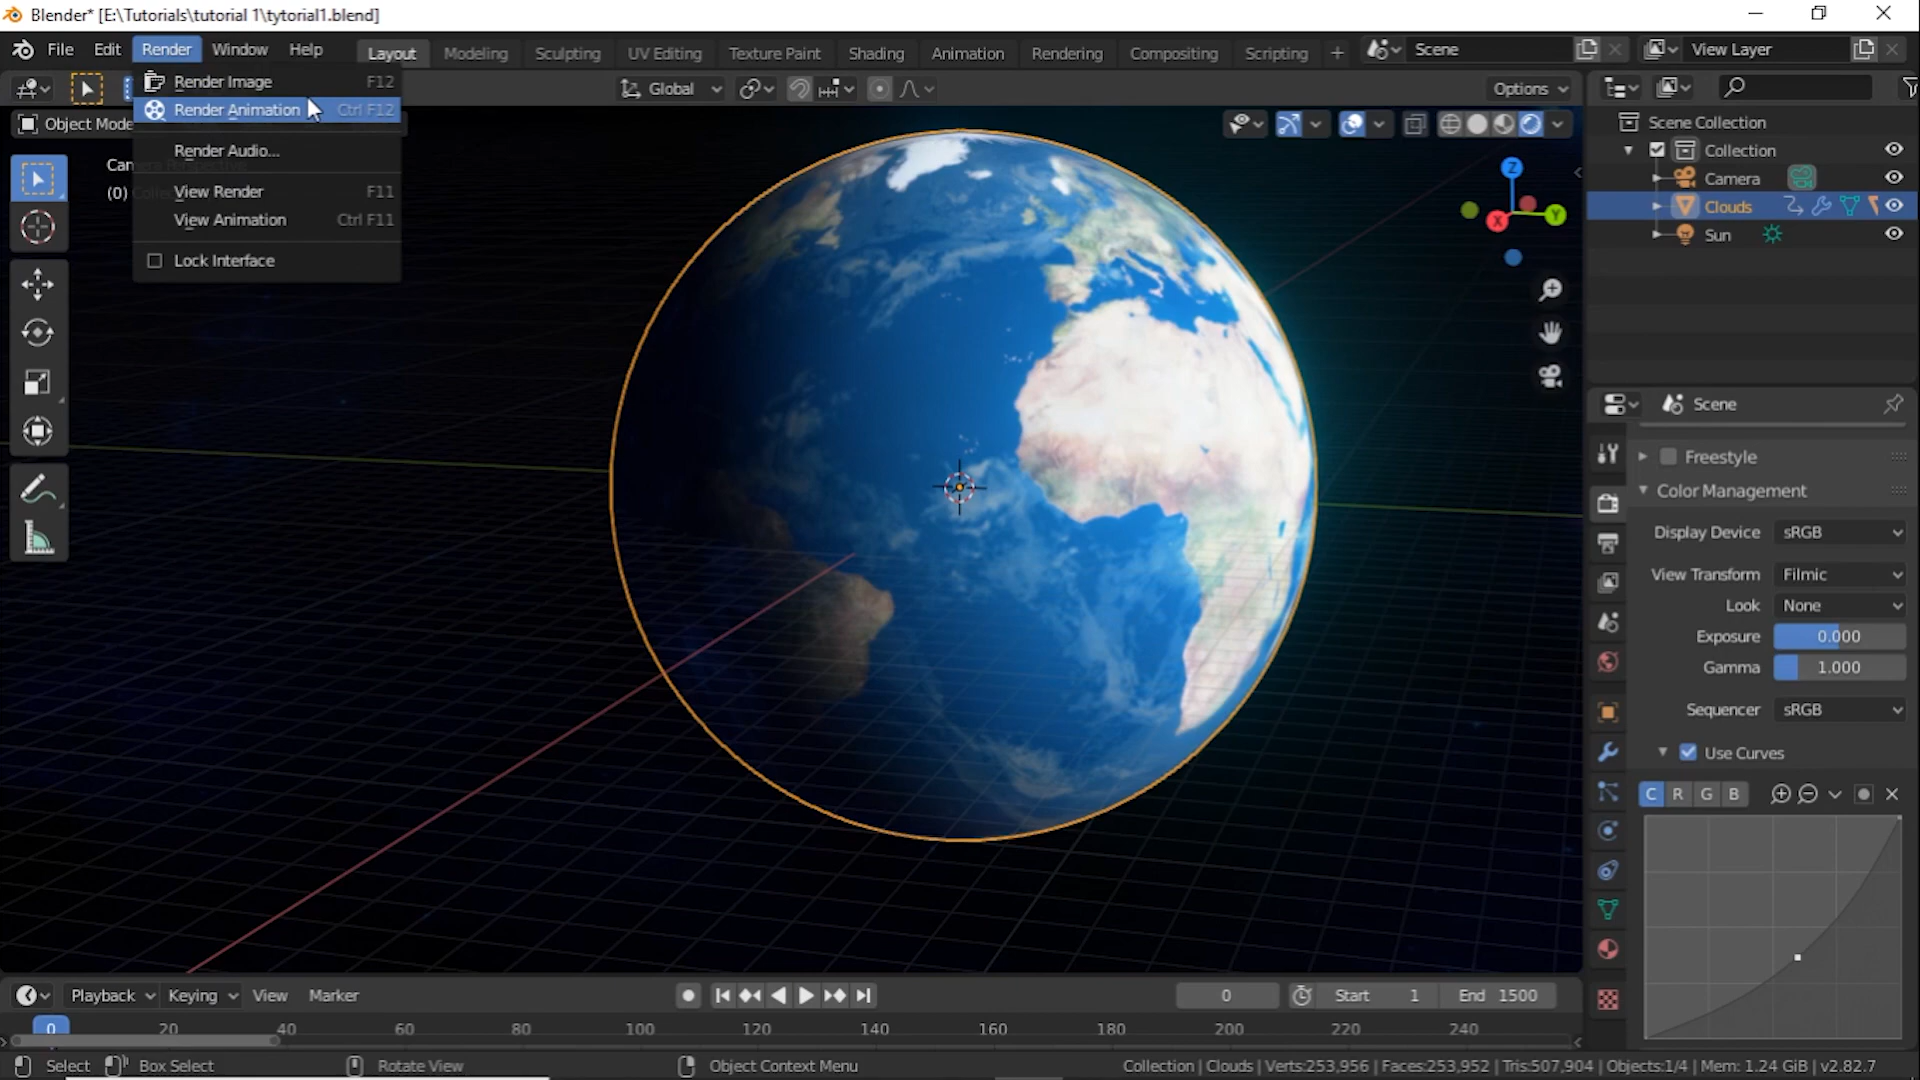 Blender* [E:\Tutorials\tutorial 1\tytorial1.blend]
File Edit Render Window Help Layout Modeling Sculpting UV Editing Texture Paint Shading Animation Rendering Compositing Scripting + Scene View Layer
Render Image F12
Render Animation Ctrl F12
Render Audio...
View Render F11
View Animation Ctrl F11
Lock Interface
Global
Options
Object Mode
(0)
Z
Y
X
Scene Collection
Collection
Camera
Clouds
Sun
Scene
Freestyle
Color Management
Display Device sRGB
View Transform Filmic
Look None
Exposure 0.000
Gamma 1.000
Sequencer sRGB
Use Curves
C R G B
Playback Keying View Marker 0 Start 1 End 1500
0 20 40 60 80 100 120 140 160 180 200 220 240
Select Box Select Rotate View Object Context Menu Collection | Clouds | Verts:253,956 | Faces:253,952 | Tris:507,904 | Objects:1/4 | Mem: 1.24 GiB | v2.82.7